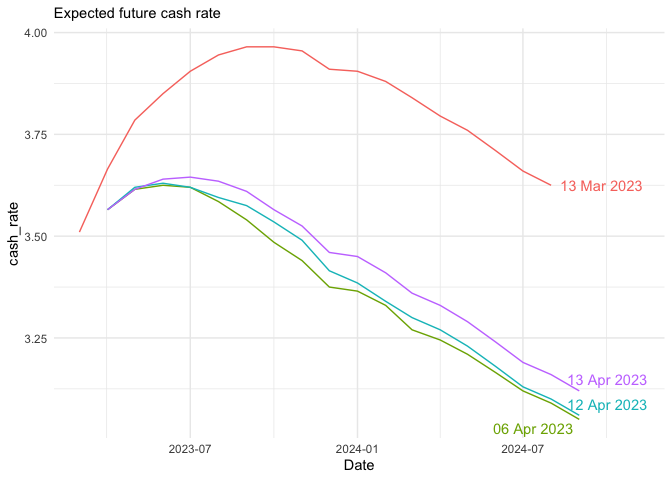 Expected future cash rate
4.00
3.75
3.50
3.25
cash_rate
13 Mar 2023
13 Apr 2023
12 Apr 2023
06 Apr 2023
2023-07 2024-01 2024-07
Date